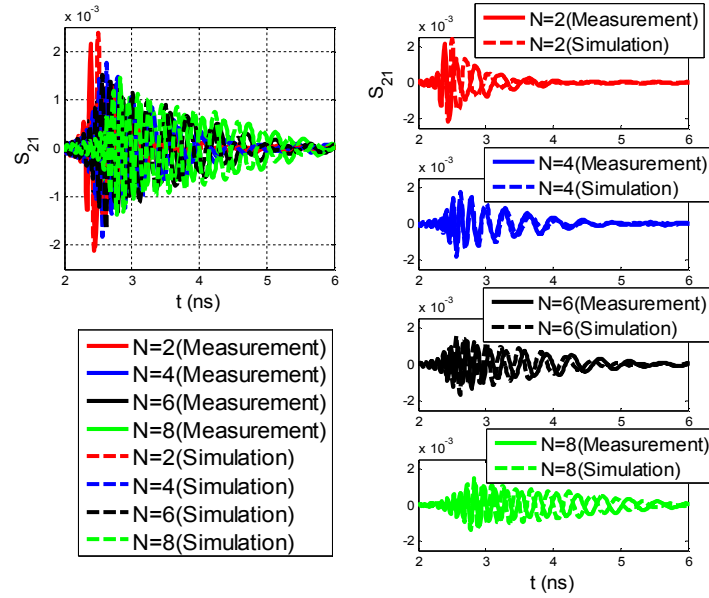 x 10-3
2
1
0
-1
-2
S21
2 3 4 5 6
t (ns)
N=2(Measurement)
N=4(Measurement)
N=6(Measurement)
N=8(Measurement)
N=2(Simulation)
N=4(Simulation)
N=6(Simulation)
N=8(Simulation)
x 10-3
2
0
-2
S21
2 3 4 5 6
N=2(Measurement)
N=2(Simulation)
x 10-3
2
0
-2
2 3 4 5 6
N=4(Measurement)
N=4(Simulation)
x 10-3
2
0
-2
2 3 4 5 6
N=6(Measurement)
N=6(Simulation)
x 10-3
2
0
-2
2 3 4 5 6
N=8(Measurement)
N=8(Simulation)
t (ns)